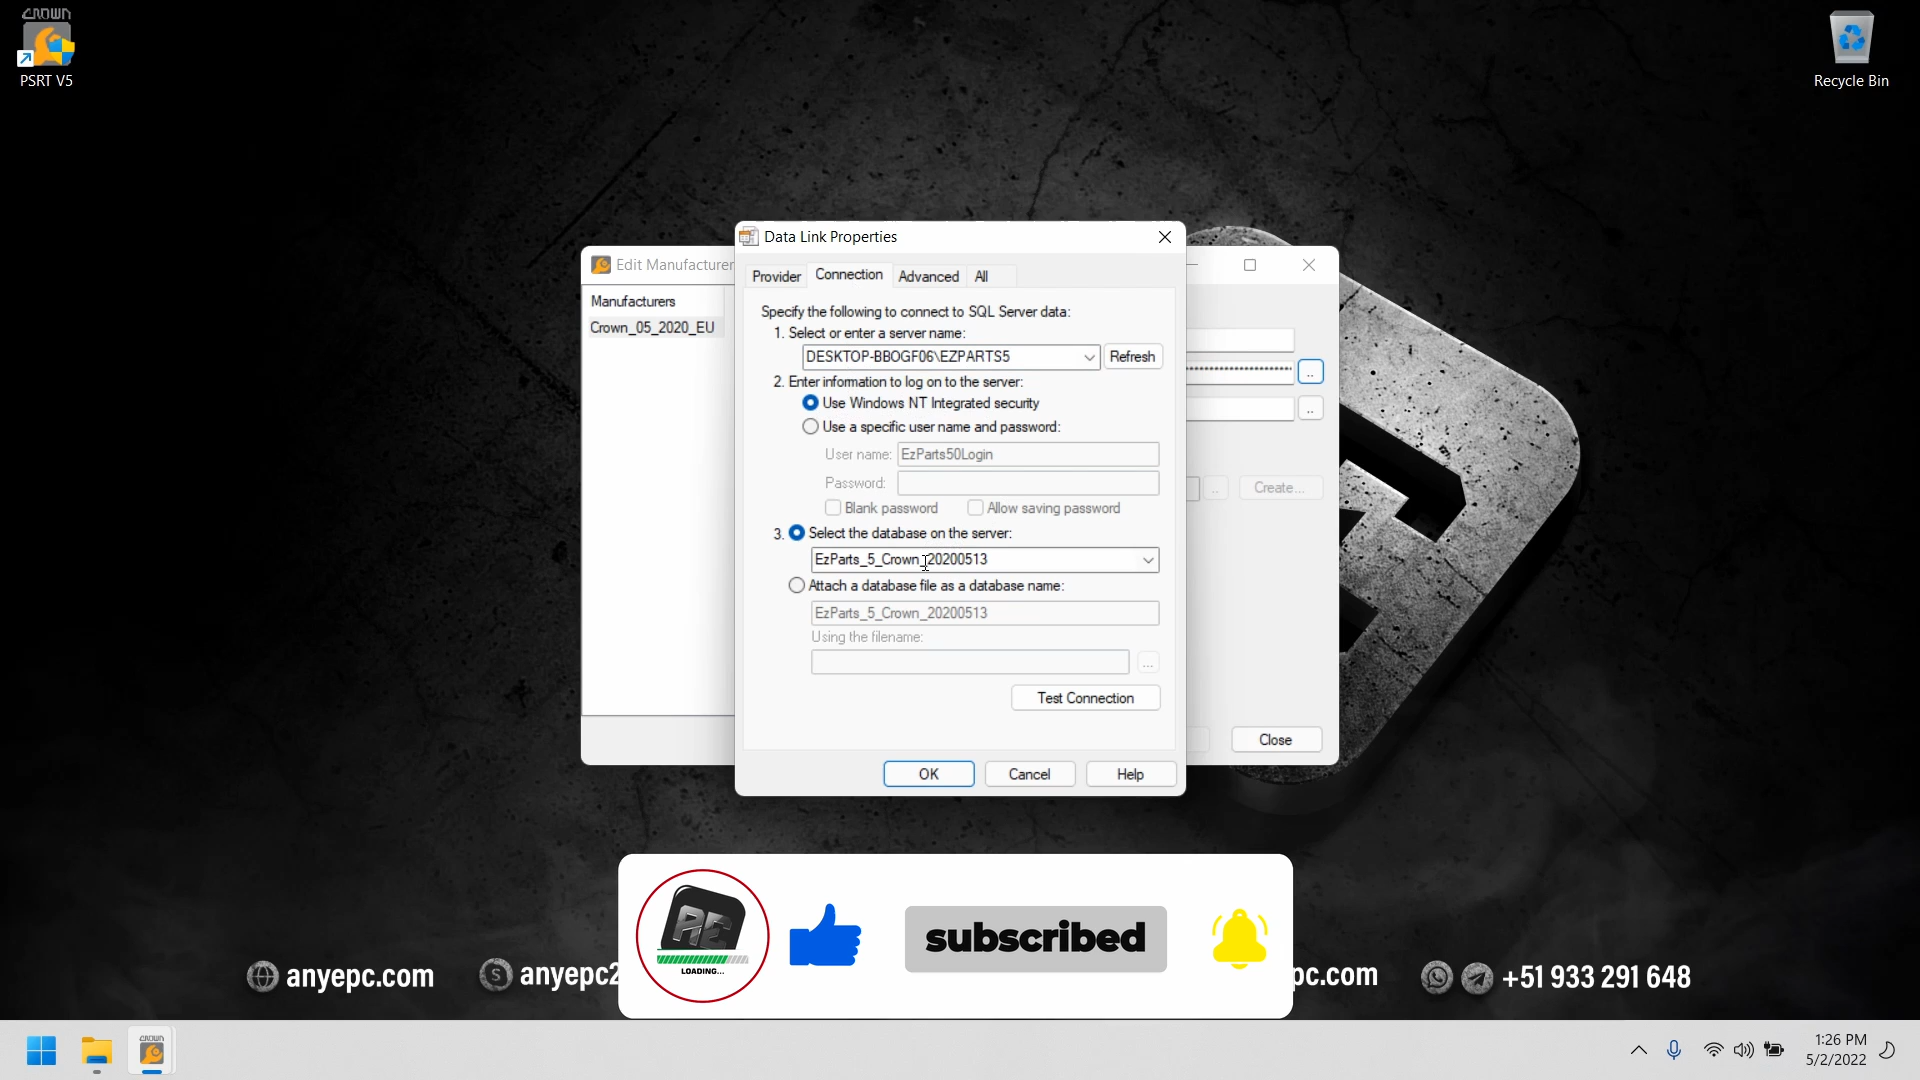 CROWN
PSRT V5
Recycle Bin
Data Link Properties
Edit Manufacturer
Provider
Connection
Advanced
All
Manufacturers
Crown_05_2020_EU
Specify the following to connect to SQL Server data:
1. Select or enter a server name:
DESKTOP-BBOGF06\EZPARTS5
Refresh
2. Enter information to log on to the server:
Use Windows NT Integrated security
Use a specific user name and password:
User name:
EzParts50Login
Password:
Blank password
Allow saving password
3.
Select the database on the server:
EzParts_5_Crown_20200513
Attach a database file as a database name:
EzParts_5_Crown_20200513
Using the filename:
...
Test Connection
OK
Cancel
Help
..
..
..
Create...
Close
AE
LOADING...
subscribed
anyepc.com
S
anyepc2
pc.com
+51 933 291 648
CROWN
1:26 PM
5/2/2022